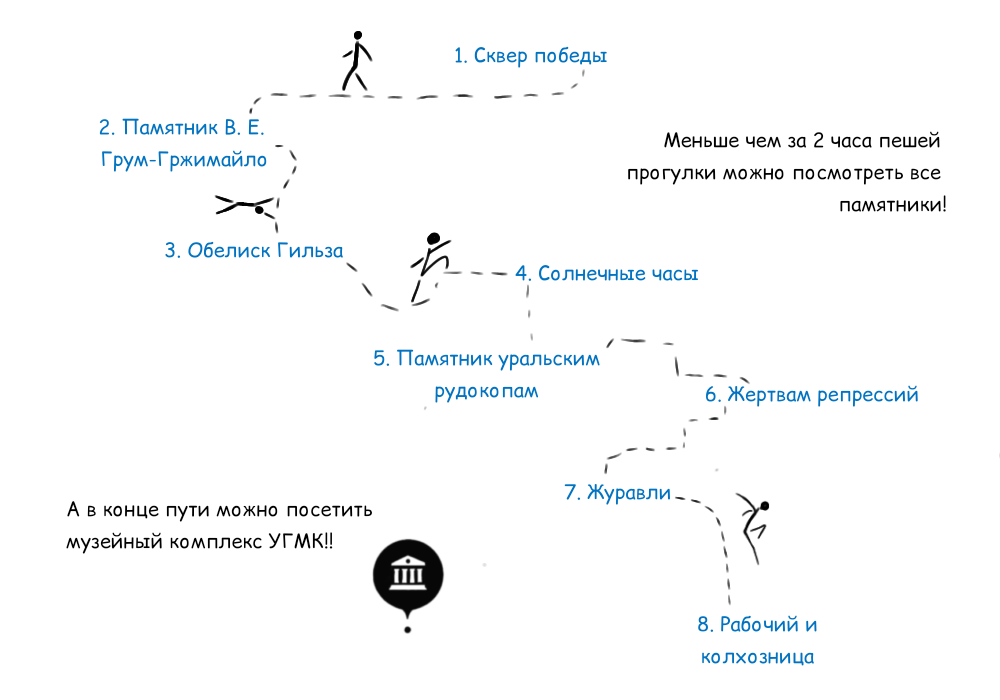 1. Сквер победы
2. Памятник В. Е.
Грум-Гржимайло
Меньше чем за 2 часа пешей
прогулки можно посмотреть все
памятники!
3. Обелиск Гильза
4. Солнечные часы
5. Памятник уральским
рудокопам
6. Жертвам репрессий
7. Журавли
А в конце пути можно посетить
музейный комплекс УГМК!!
8. Рабочий и
колхозница